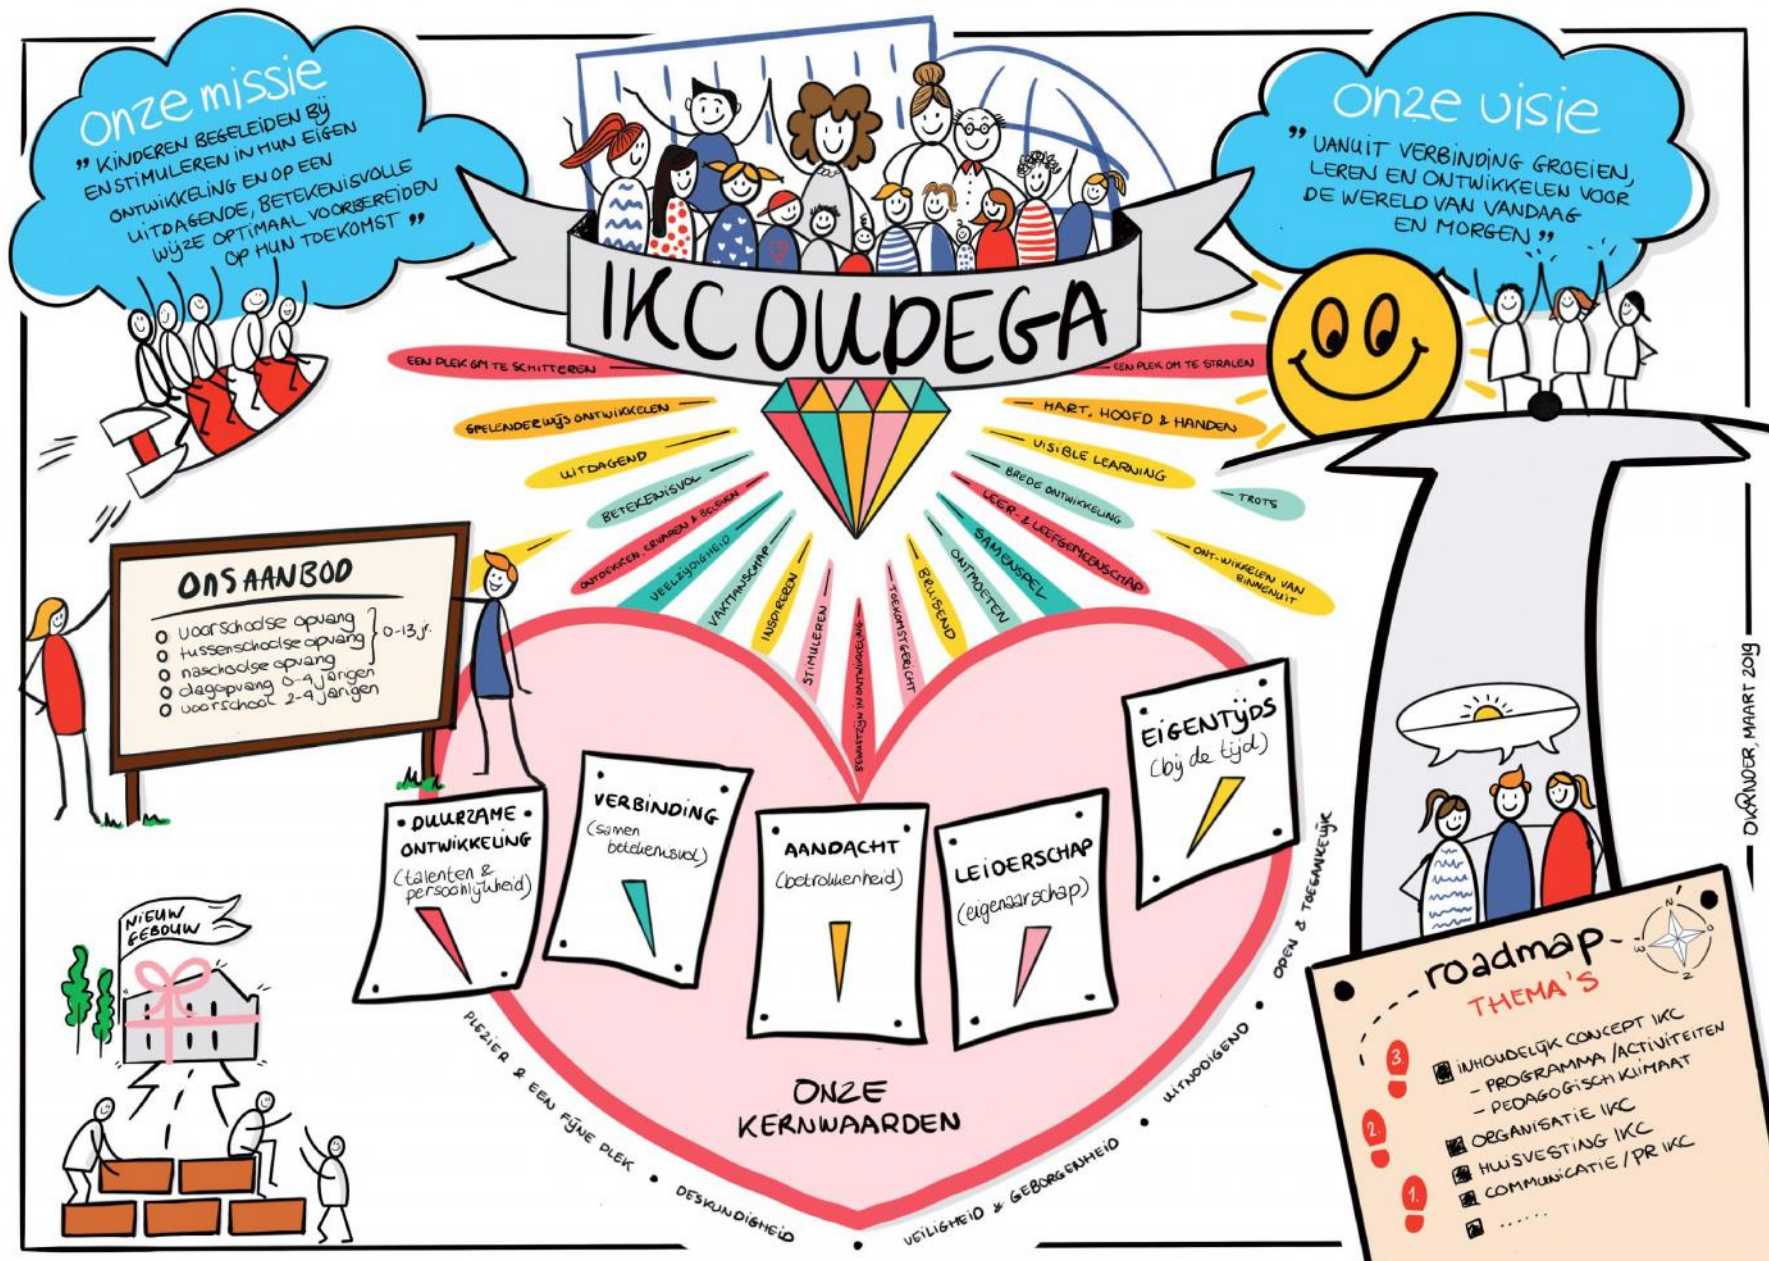 onze missie
" KINDEREN BEGELEIDEN BIJ
EN STIMULEREN IN HUN EIGEN
ONTWIKKELING EN OP EEN
UITDAGENDE, BETEKENISVOLLE
WIJZE OPTIMAAL VOORBEREIDEN
OP HUN TOEKOMST "
IKC OUDEGA
onze visie
" VANUIT VERBINDING GROEIEN,
LEREN EN ONTWIKKELEN VOOR
DE WERELD VAN VANDAAG
EN MORGEN "
EEN PLEK OM TE SCHITTEREN
SPELENDERWIJS ONTWIKKELEN
UITDAGEND
BETEKENISVOL
ONTDEKKEN, ERVAREN & BELEVEN
VEELZIJDIGHEID
VAKMANSCHAP
INSPIREREN
STIMULEREN
BEWUSTZIJN IN ONTWIKKELING
TOEKOMSTGERICHT
BRUISEND
ONTMOETEN
SAMENSPEL
LEER- & LEEFGEMEENSCHAP
BREDE ONTWIKKELING
VISIBLE LEARNING
HART, HOOFD & HANDEN
EEN PLEK OM TE STRALEN
TROTS
ONT-WIKKELEN VAN
BINNENUIT
ONS AANBOD
voorschoolse opvang
tussenschoolse opvang
naschoolse opvang
0-13 jr.
dagopvang 0-4 jarigen
voorschool 2-4 jarigen
DUURZAME
ONTWIKKELING
(talenten &
persoonlijkheid)
VERBINDING
(samen
betekenisvol)
AANDACHT
(betrokkenheid)
LEIDERSCHAP
(eigenaarschap)
EIGENTIJDS
(bij de tijd)
ONZE
KERNWAARDEN
PLEZIER & EEN FIJNE PLEK • DESKUNDIGHEID • VEILIGHEID & GEBORGENHEID • UITNODIGEND • OPEN & TOEGANKELIJK
NIEUW
GEBOUW
roadmap
THEMA'S
N
O
Z
W
3.
2.
1.
INHOUDELIJK CONCEPT IKC
- PROGRAMMA / ACTIVITEITEN
- PEDAGOGISCH KLIMAAT
ORGANISATIE IKC
HUISVESTING IKC
COMMUNICATIE / PR IKC
......
MAART 2019